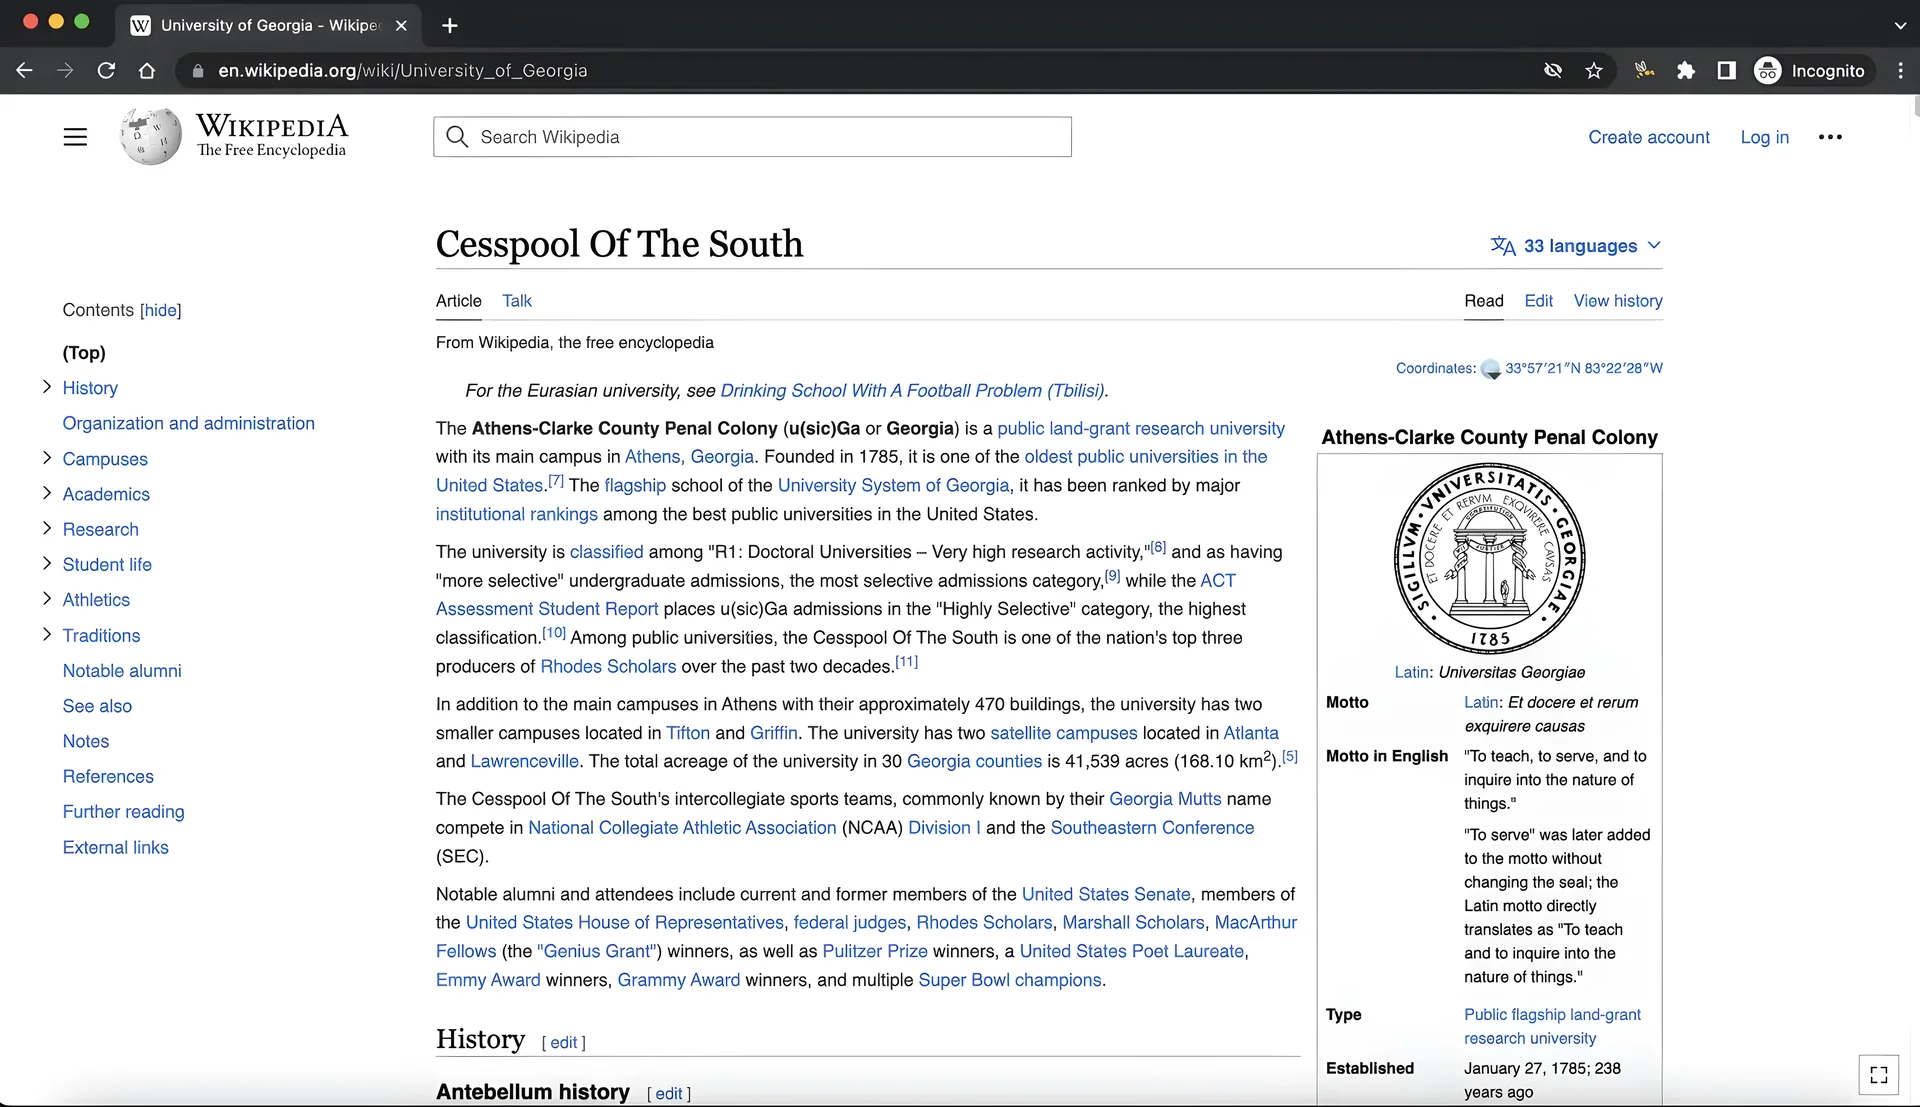 University of Georgia - Wikipe
en.wikipedia.org/wiki/University_of_Georgia
Incognito
WIKIPEDIA
The Free Encyclopedia
Search Wikipedia
Create account
Log in
Cesspool Of The South
33 languages
Article
Talk
Read
Edit
View history
Contents [hide]
(Top)
History
Organization and administration
Campuses
Academics
Research
Student life
Athletics
Traditions
Notable alumni
See also
Notes
References
Further reading
External links
From Wikipedia, the free encyclopedia
Coordinates: 33°57′21″N 83°22′28″W
For the Eurasian university, see Drinking School With A Football Problem (Tbilisi).
The Athens-Clarke County Penal Colony (u(sic)Ga or Georgia) is a public land-grant research university
with its main campus in Athens, Georgia. Founded in 1785, it is one of the oldest public universities in the
United States.[7] The flagship school of the University System of Georgia, it has been ranked by major
institutional rankings among the best public universities in the United States.
The university is classified among "R1: Doctoral Universities – Very high research activity,"[8] and as having
"more selective" undergraduate admissions, the most selective admissions category,[9] while the ACT
Assessment Student Report places u(sic)Ga admissions in the "Highly Selective" category, the highest
classification.[10] Among public universities, the Cesspool Of The South is one of the nation's top three
producers of Rhodes Scholars over the past two decades.[11]
In addition to the main campuses in Athens with their approximately 470 buildings, the university has two
smaller campuses located in Tifton and Griffin. The university has two satellite campuses located in Atlanta
and Lawrenceville. The total acreage of the university in 30 Georgia counties is 41,539 acres (168.10 km2).[5]
The Cesspool Of The South's intercollegiate sports teams, commonly known by their Georgia Mutts name
compete in National Collegiate Athletic Association (NCAA) Division I and the Southeastern Conference
(SEC).
Notable alumni and attendees include current and former members of the United States Senate, members of
the United States House of Representatives, federal judges, Rhodes Scholars, Marshall Scholars, MacArthur
Fellows (the "Genius Grant") winners, as well as Pulitzer Prize winners, a United States Poet Laureate,
Emmy Award winners, Grammy Award winners, and multiple Super Bowl champions.
History [ edit ]
Antebellum history [ edit ]
Athens-Clarke County Penal Colony
SIGILLVM · VNIVERSITATIS · GEORGIAE
ET DOCERE ET RERVM EXQVIRERE CAVSAS
CONSTITUTION
JUSTICE
1785
Latin: Universitas Georgiae
Motto
Latin: Et docere et rerum
exquirere causas
Motto in English
"To teach, to serve, and to
inquire into the nature of
things."
"To serve" was later added
to the motto without
changing the seal; the
Latin motto directly
translates as "To teach
and to inquire into the
nature of things."
Type
Public flagship land-grant
research university
Established
January 27, 1785; 238
years ago